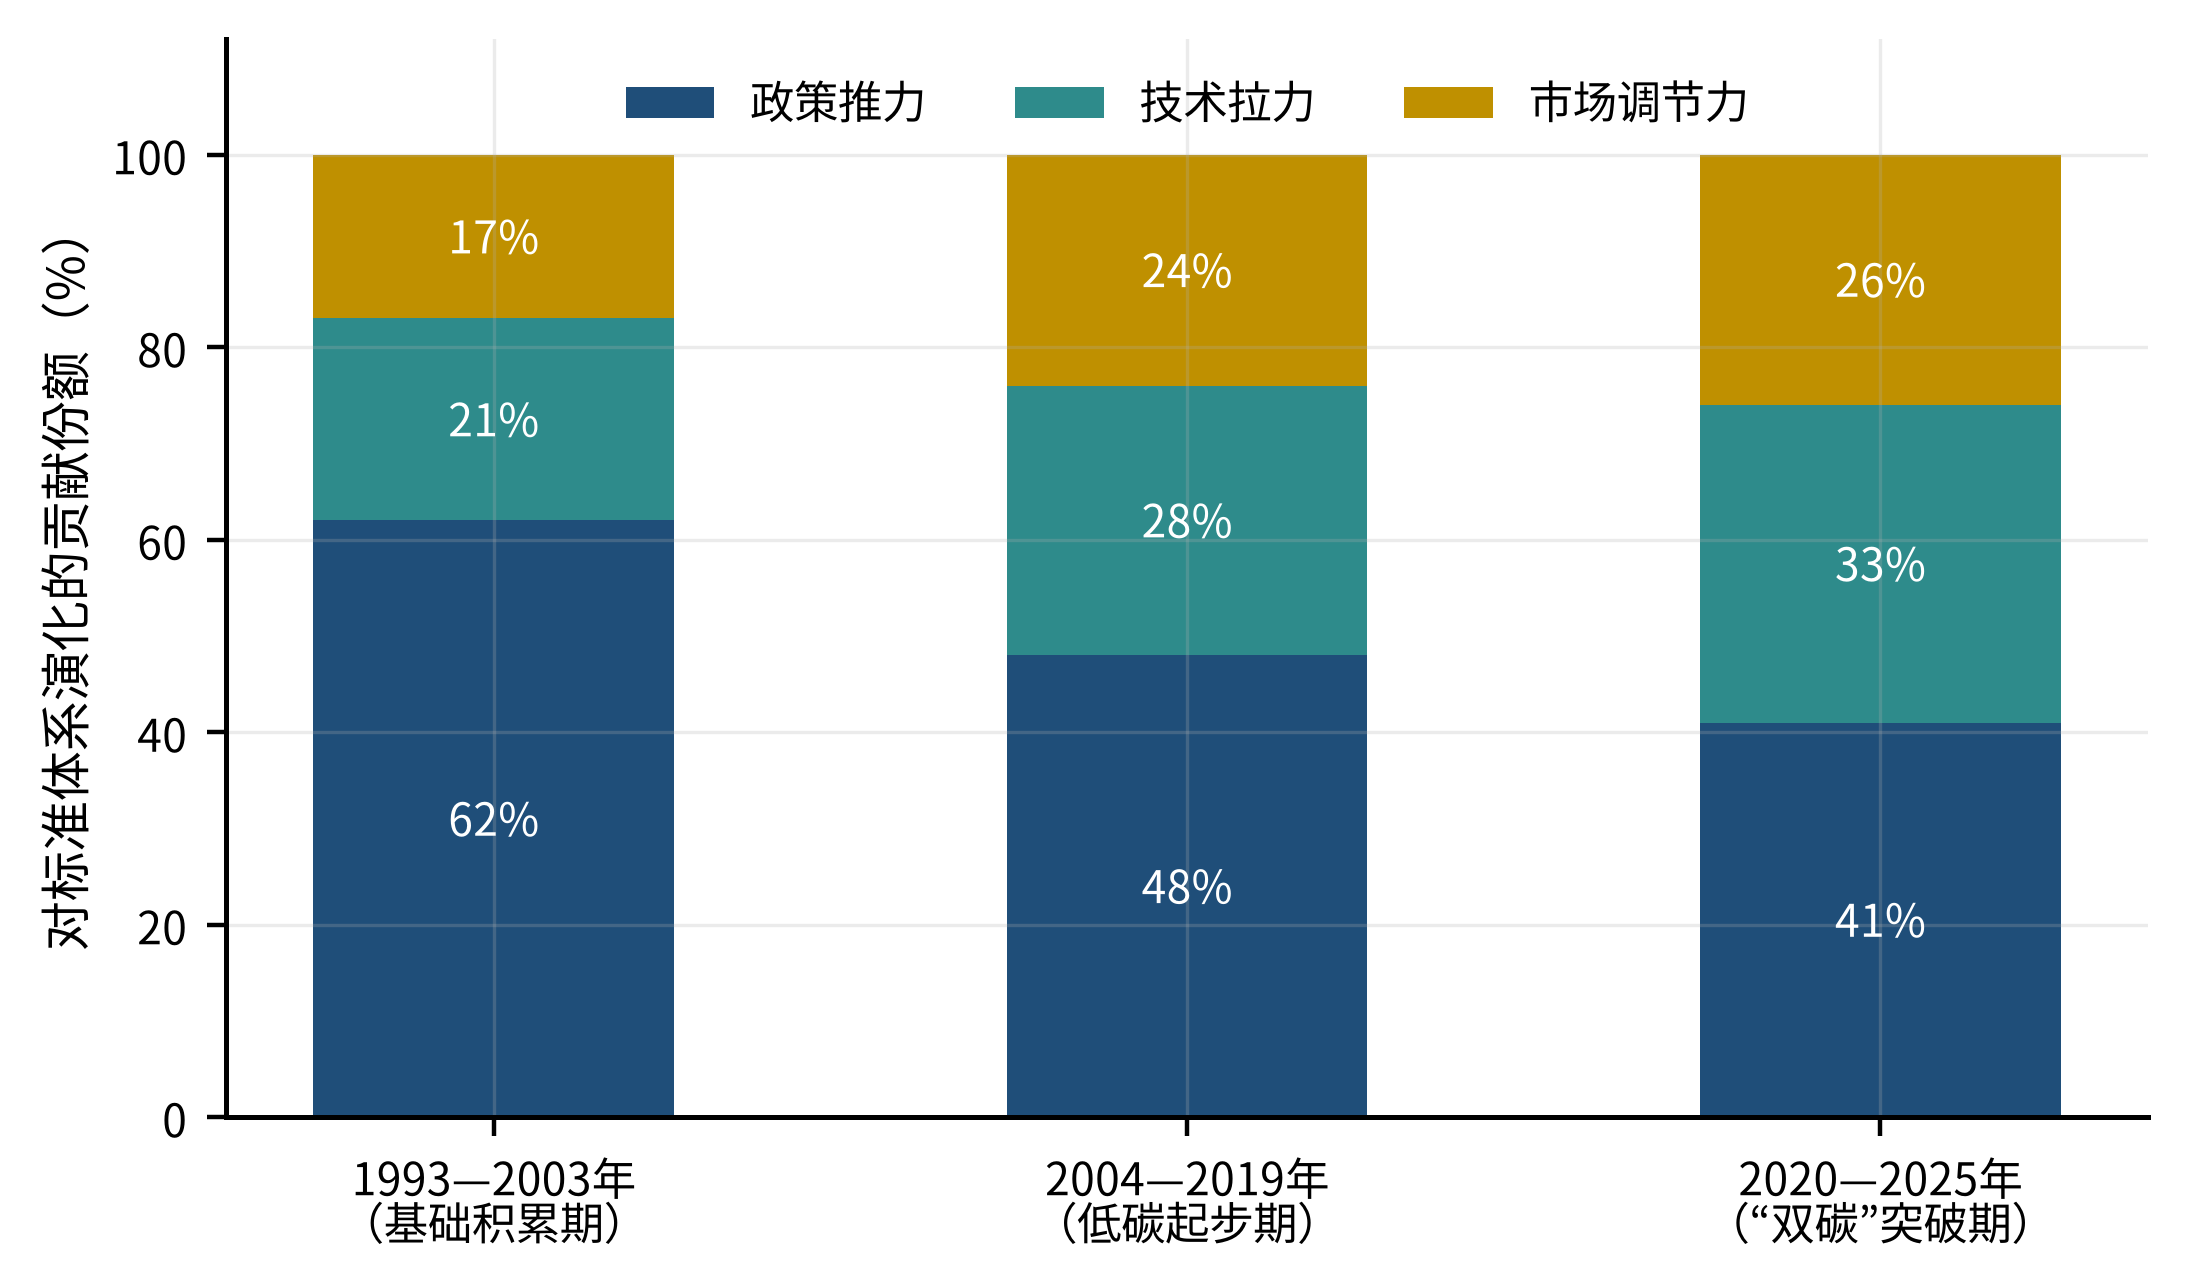 政策推力 技术拉力 市场调节力
对标准体系演化的贡献份额（%）
100
80
60
40
20
0
17%
21%
62%
24%
28%
48%
26%
33%
41%
1993—2003年
（基础积累期）
2004—2019年
（低碳起步期）
2020—2025年
（“双碳”突破期）